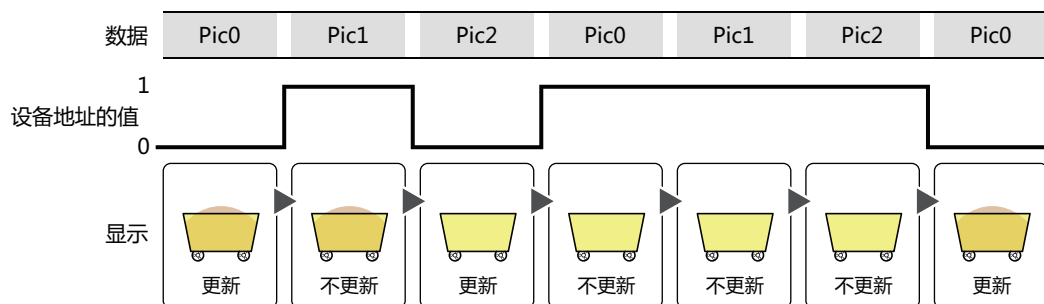 数据 Pic0 Pic1 Pic2 Pic0 Pic1 Pic2 Pic0
1
设备地址的值
0
显示
更新 不更新 更新 不更新 不更新 不更新 更新